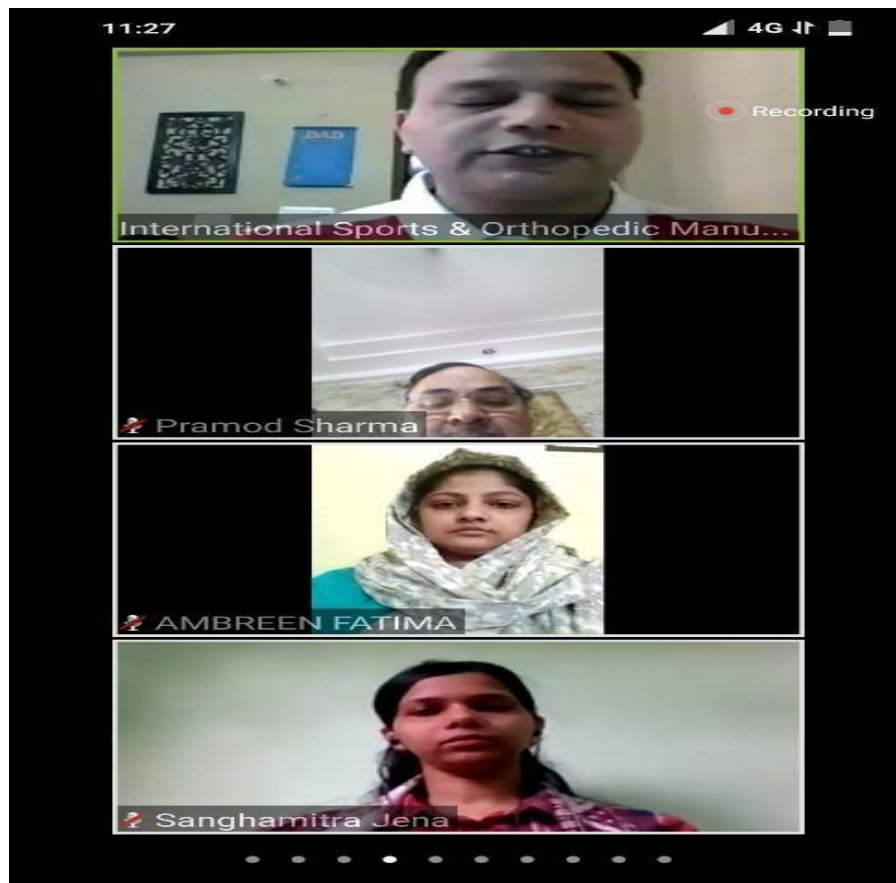 11:27
4G
Recording
DAD
International Sports & Orthopedic Manu...
Pramod Sharma
AMBREEN FATIMA
Sanghamitra Jena